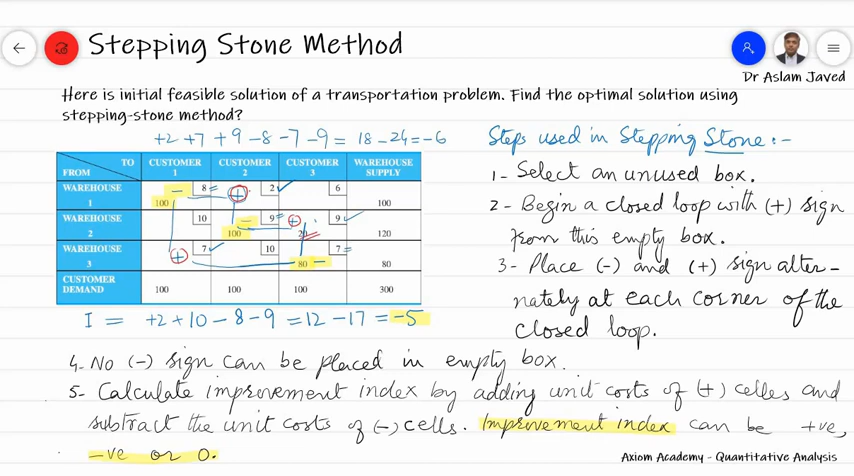 Stepping Stone Method
Dr Aslam Javed
Here is initial feasible solution of a transportation problem. Find the optimal solution using
stepping-stone method?
+2 +7 +9 -8 -7 -9 = 18 - 24 = -6
Steps used in Stepping Stone :-
TO CUSTOMER CUSTOMER CUSTOMER WAREHOUSE
FROM 1 2 3 SUPPLY
WAREHOUSE - 8 + 2 6
1 100 100
WAREHOUSE 10 - 9 + 9
2 100 20 120
WAREHOUSE + 7 10 7
3 80 - 80
CUSTOMER
DEMAND 100 100 100 300
I = +2 + 10 - 8 - 9 = 12 - 17 = -5
1- Select an unused box.
2- Begin a closed loop with (+) sign
from this empty box.
3- Place (-) and (+) sign alter-
nately at each corner of the
closed loop.
4- No (-) sign can be placed in empty box.
5- Calculate improvement index by adding unit costs of (+) celles and
subtract the unit costs of (-) cells. Improvement index can be +ve,
-ve or 0.
Axiom Academy - Quantitative Analysis